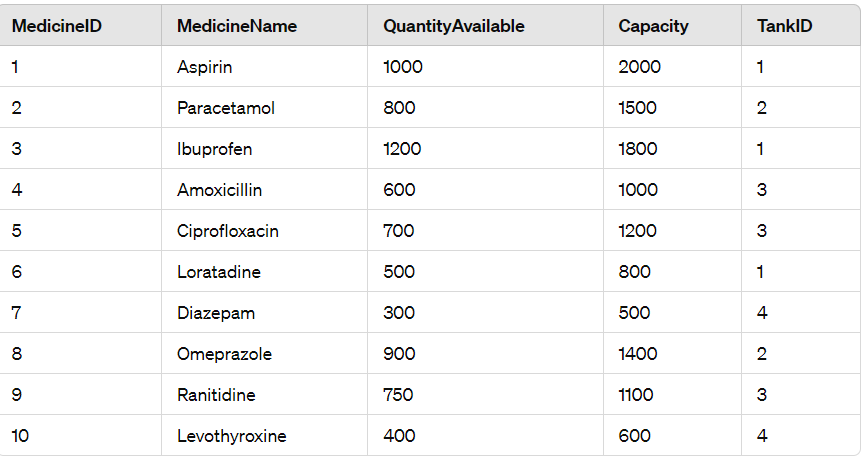 MedicineID MedicineName QuantityAvailable Capacity TankID
1 Aspirin 1000 2000 1
2 Paracetamol 800 1500 2
3 Ibuprofen 1200 1800 1
4 Amoxicillin 600 1000 3
5 Ciprofloxacin 700 1200 3
6 Loratadine 500 800 1
7 Diazepam 300 500 4
8 Omeprazole 900 1400 2
9 Ranitidine 750 1100 3
10 Levothyroxine 400 600 4